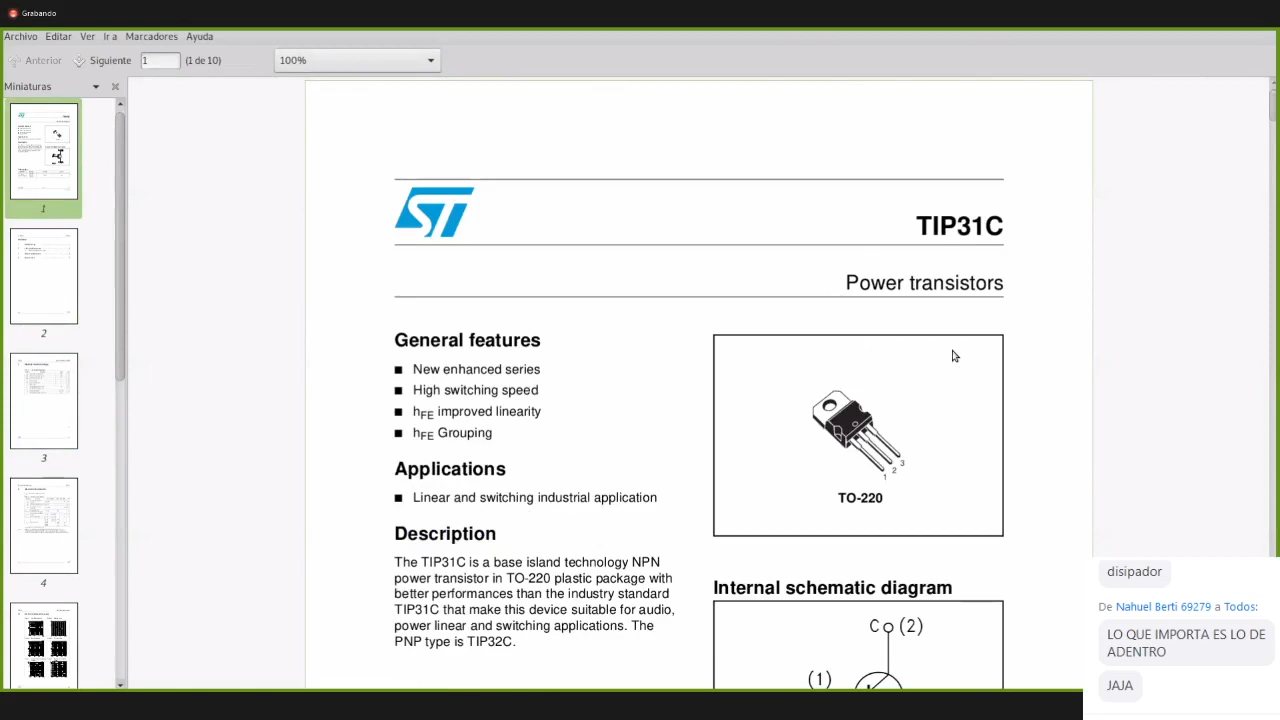 Grabando
Archivo Editar Ver Ir a Marcadores Ayuda
Anterior Siguiente 1 (1 de 10) 100%
Miniaturas
1
2
3
4
ST
TIP31C
Power transistors
General features
■ New enhanced series
■ High switching speed
■ hFE improved linearity
■ hFE Grouping
Applications
■ Linear and switching industrial application
Description
The TIP31C is a base island technology NPN
power transistor in TO-220 plastic package with
better performances than the industry standard
TIP31C that make this device suitable for audio,
power linear and switching applications. The
PNP type is TIP32C.
1 2 3
TO-220
Internal schematic diagram
C (2)
(1)
disipador
De Nahuel Berti 69279 a Todos:
LO QUE IMPORTA ES LO DE
ADENTRO
JAJA